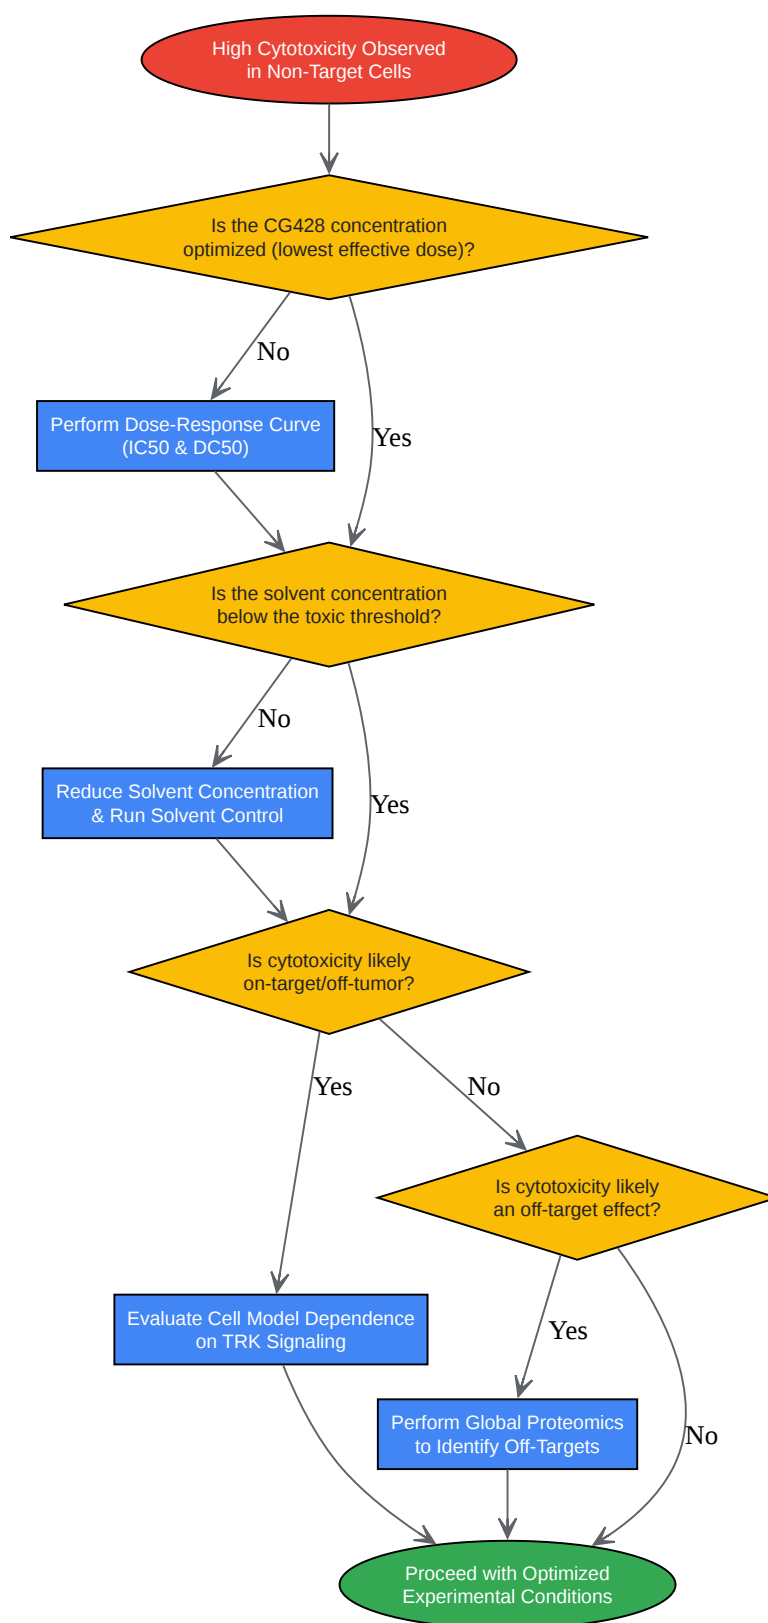 High Cytotoxicity Observed
in Non-Target Cells
Is the CG428 concentration
optimized (lowest effective dose)?
No
Yes
Perform Dose-Response Curve
(IC50 & DC50)
Is the solvent concentration
below the toxic threshold?
No
Yes
Reduce Solvent Concentration
& Run Solvent Control
Is cytotoxicity likely
on-target/off-tumor?
Yes
No
Is cytotoxicity likely
an off-target effect?
Evaluate Cell Model Dependence
on TRK Signaling
Yes
No
Perform Global Proteomics
to Identify Off-Targets
Proceed with Optimized
Experimental Conditions